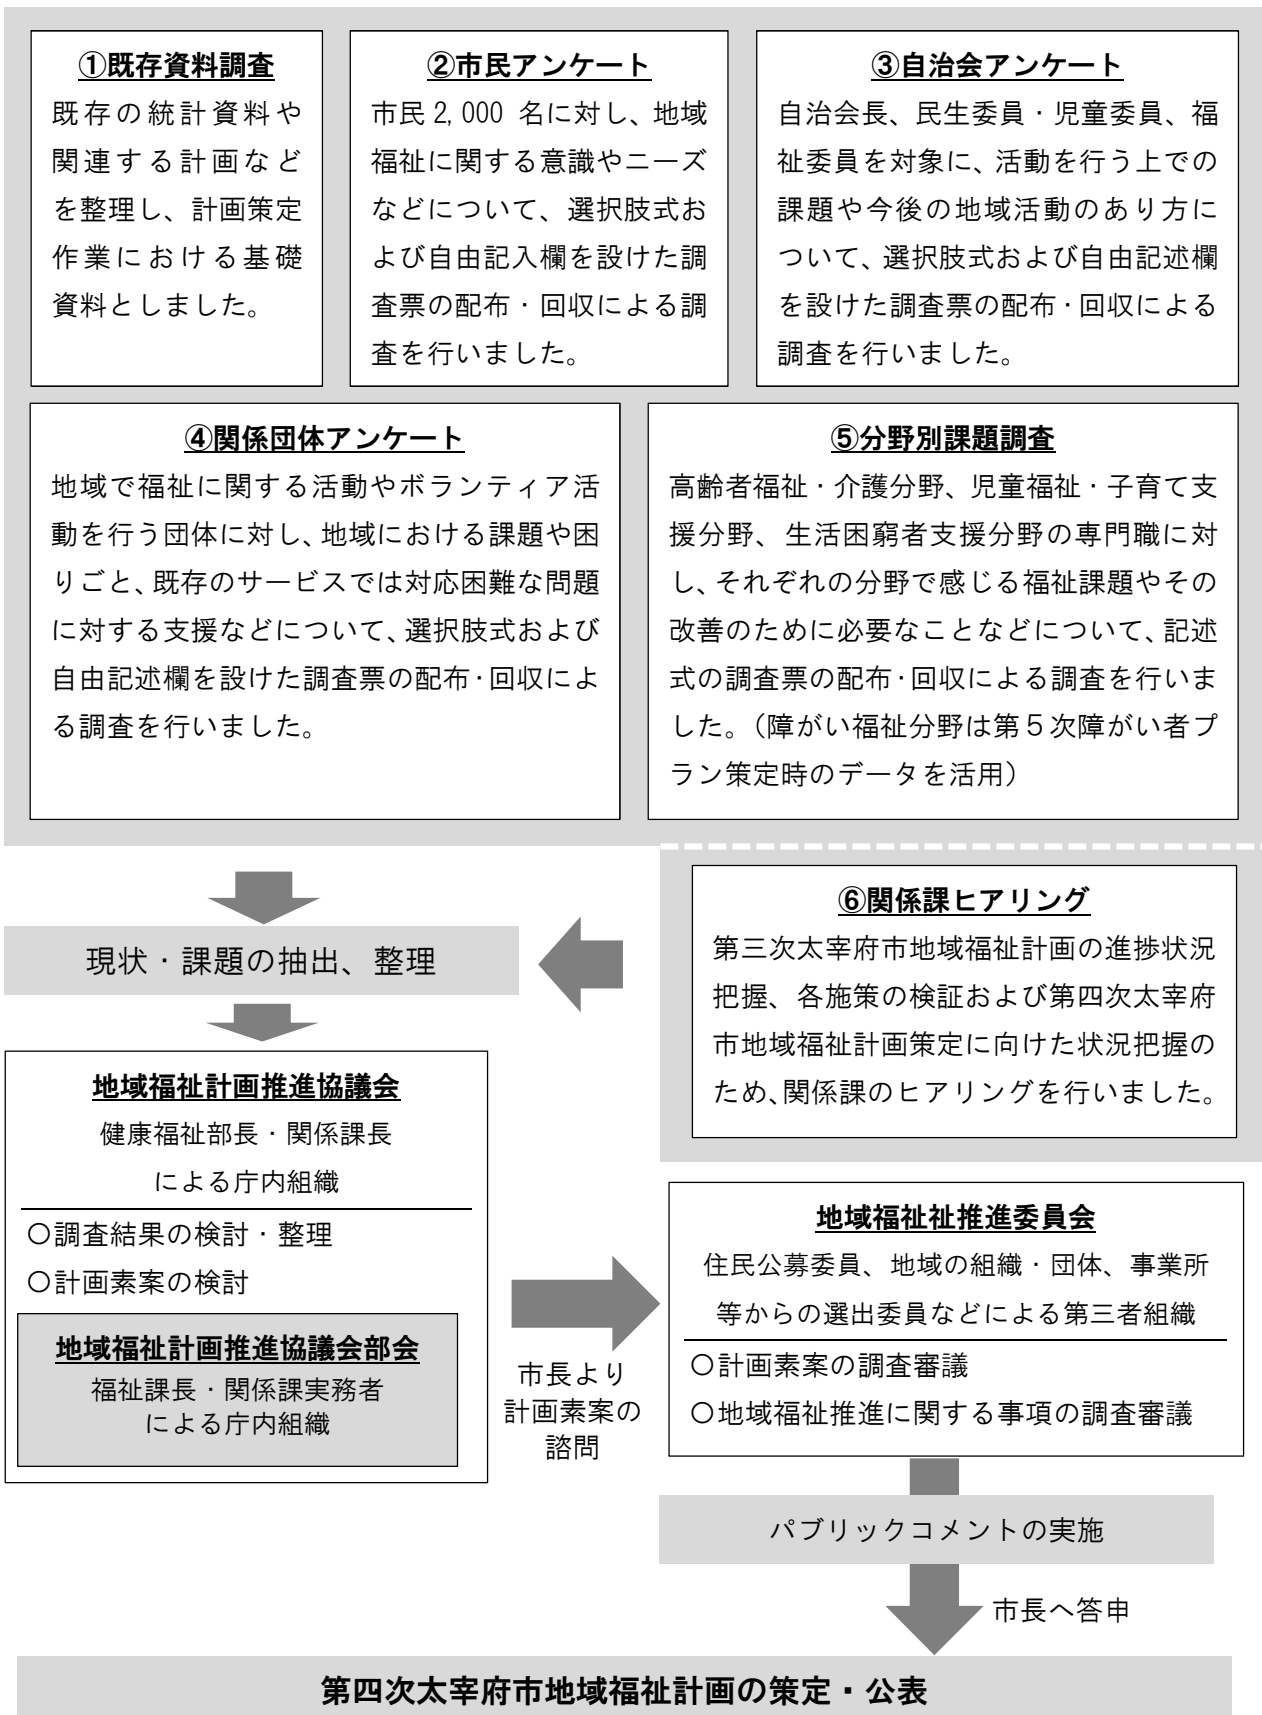 ①既存資料調査
既存の統計資料や
関連する計画など
を整理し、計画策定
作業における基礎
資料としました。
②市民アンケート
市民2,000 名に対し、地域
福祉に関する意識やニーズ
などについて、選択肢式お
よび自由記入欄を設けた調
査票の配布・回収による調
査を行いました。
③自治会アンケート
自治会長、民生委員・児童委員、福
祉委員を対象に、活動を行う上での
課題や今後の地域活動のあり方に
ついて、選択肢式および自由記述欄
を設けた調査票の配布・回収による
調査を行いました。
④関係団体アンケート
地域で福祉に関する活動やボランティア活
動を行う団体に対し、地域における課題や困
りごと、既存のサービスでは対応困難な問題
に対する支援などについて、選択肢式および
自由記述欄を設けた調査票の配布・回収によ
る調査を行いました。
⑤分野別課題調査
高齢者福祉・介護分野、児童福祉・子育て支
援分野、生活困窮者支援分野の専門職に対
し、それぞれの分野で感じる福祉課題やその
改善のために必要なことなどについて、記述
式の調査票の配布・回収による調査を行いま
した。（障がい福祉分野は第５次障がい者プ
ラン策定時のデータを活用）
⑥関係課ヒアリング
第三次太宰府市地域福祉計画の進捗状況
把握、各施策の検証および第四次太宰府
市地域福祉計画策定に向けた状況把握の
ため、関係課のヒアリングを行いました。
現状・課題の抽出、整理
地域福祉計画推進協議会
健康福祉部長・関係課長
による庁内組織
〇調査結果の検討・整理
〇計画素案の検討
地域福祉計画推進協議会部会
福祉課長・関係課実務者
による庁内組織
市長より
計画素案の
諮問
地域福祉祉推進委員会
住民公募委員、地域の組織・団体、事業所
等からの選出委員などによる第三者組織
〇計画素案の調査審議
〇地域福祉推進に関する事項の調査審議
パブリックコメントの実施
市長へ答申
第四次太宰府市地域福祉計画の策定・公表